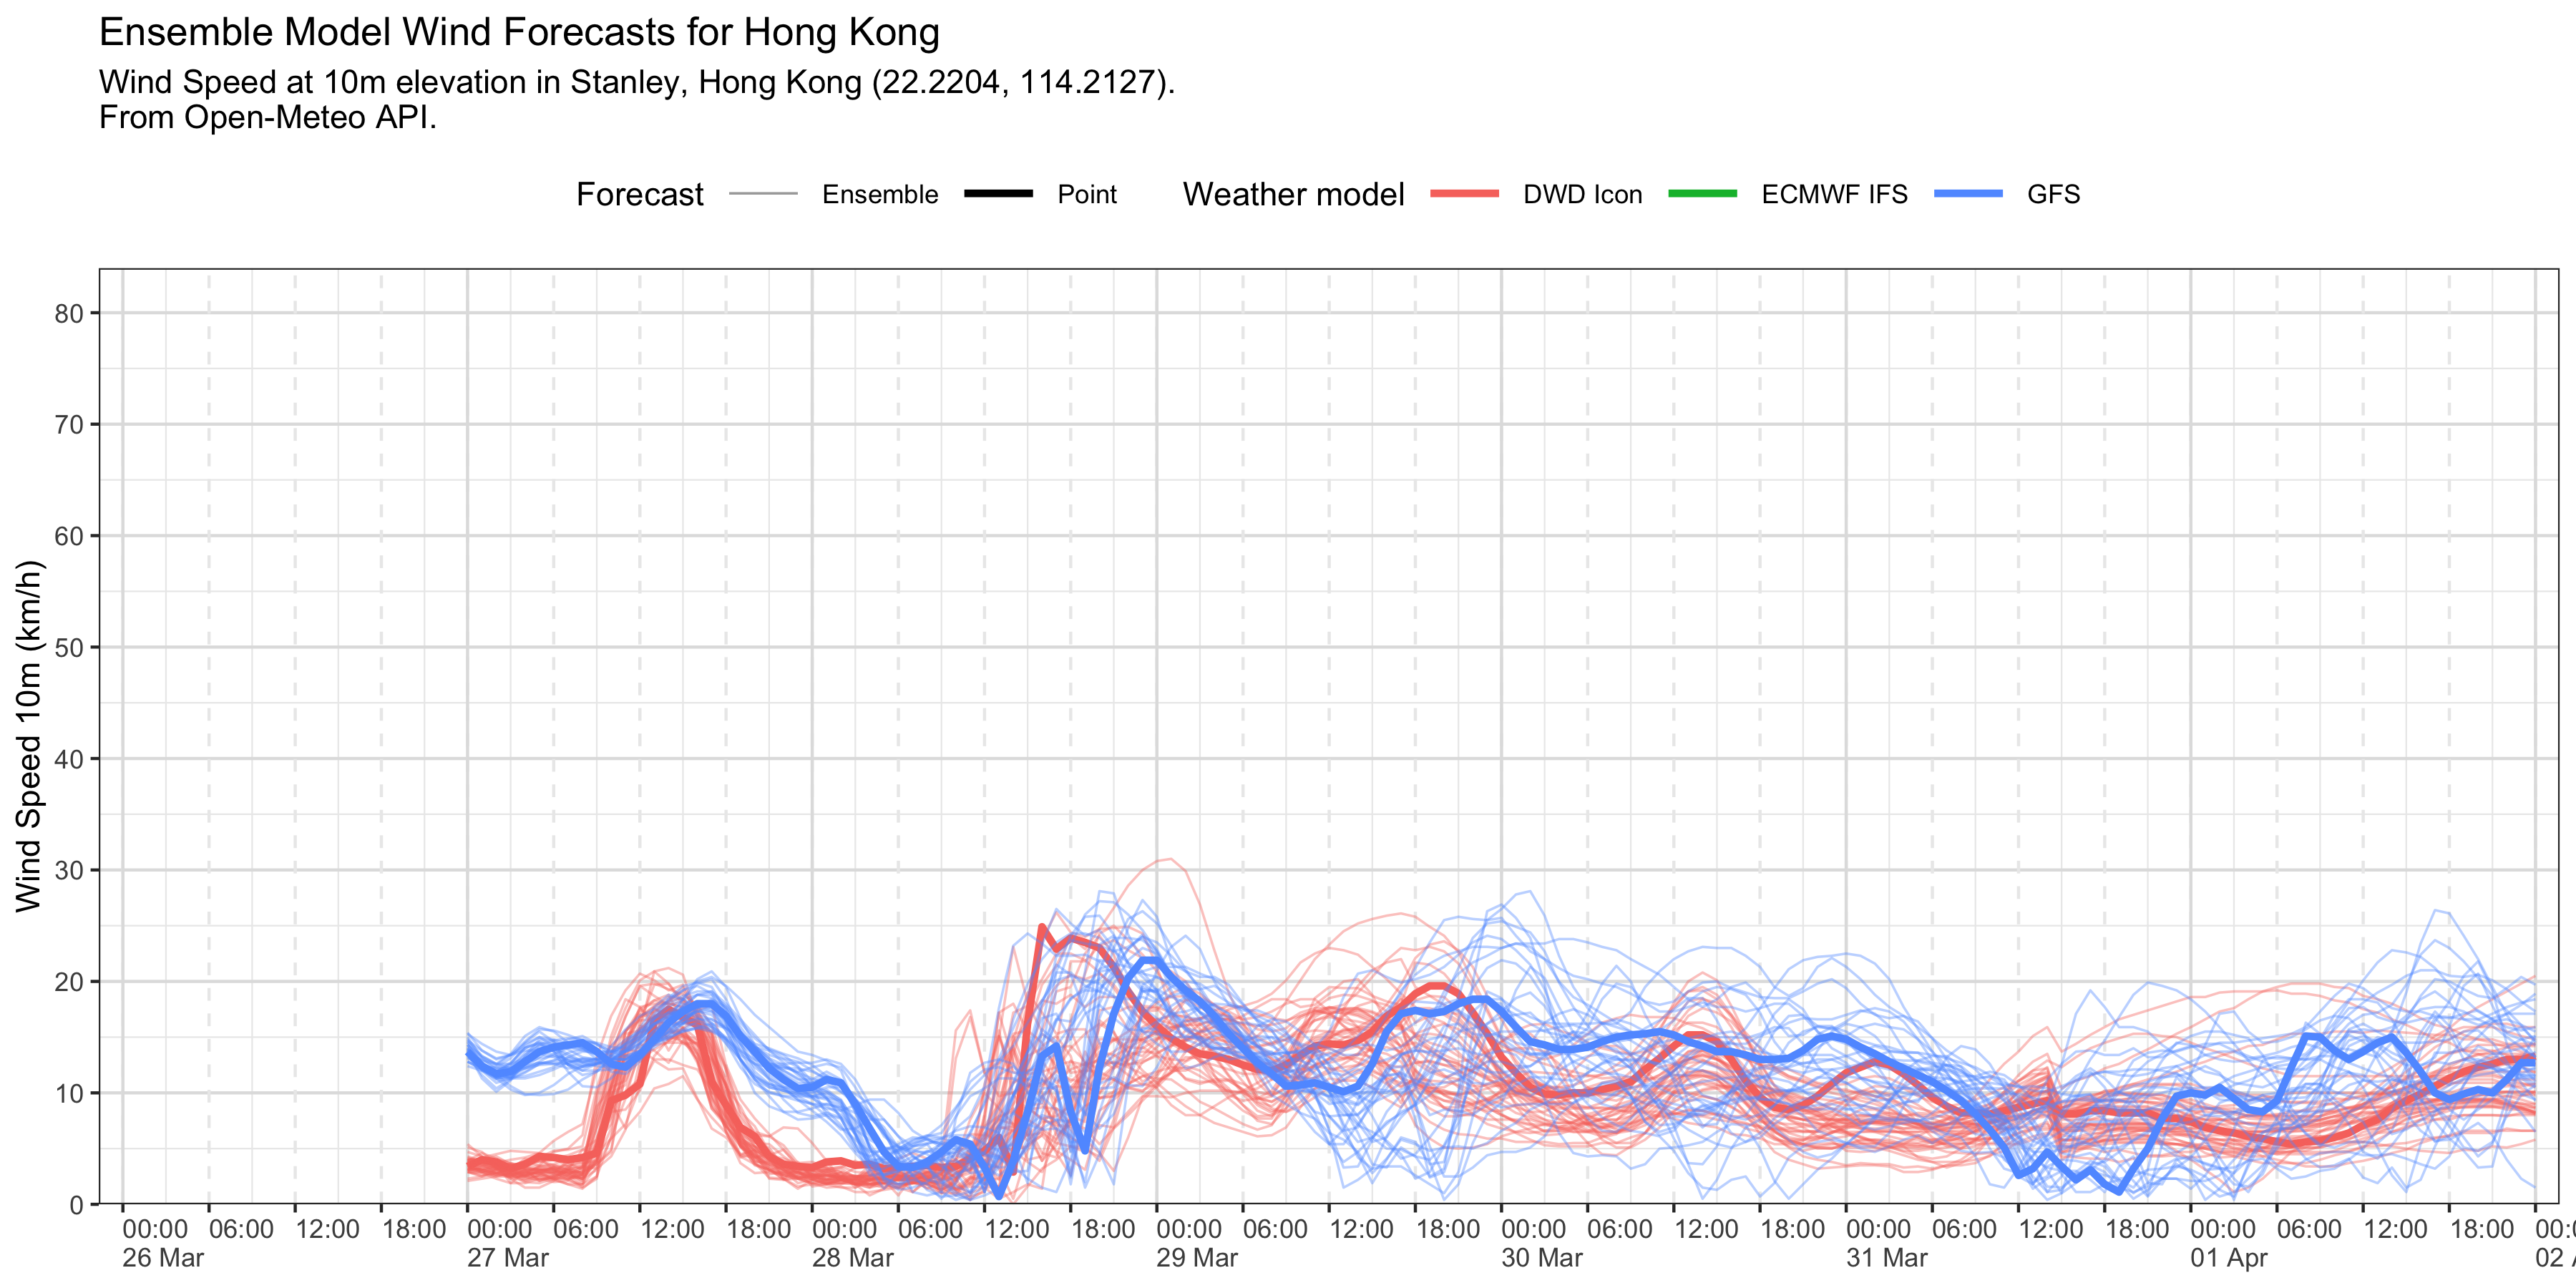 Ensemble Model Wind Forecasts for Hong Kong
Wind Speed at 10m elevation in Stanley, Hong Kong (22.2204, 114.2127).
From Open-Meteo API.
Forecast Ensemble Point Weather model DWD Icon ECMWF IFS GFS
Wind Speed 10m (km/h)
80
70
60
50
40
30
20
10
0
00:00 06:00 12:00 18:00 00:00 06:00 12:00 18:00 00:00 06:00 12:00 18:00 00:00 06:00 12:00 18:00 00:00 06:00 12:00 18:00 00:00 06:00 12:00 18:00 00:00 06:00 12:00 18:00 00:0
26 Mar 27 Mar 28 Mar 29 Mar 30 Mar 31 Mar 01 Apr 02